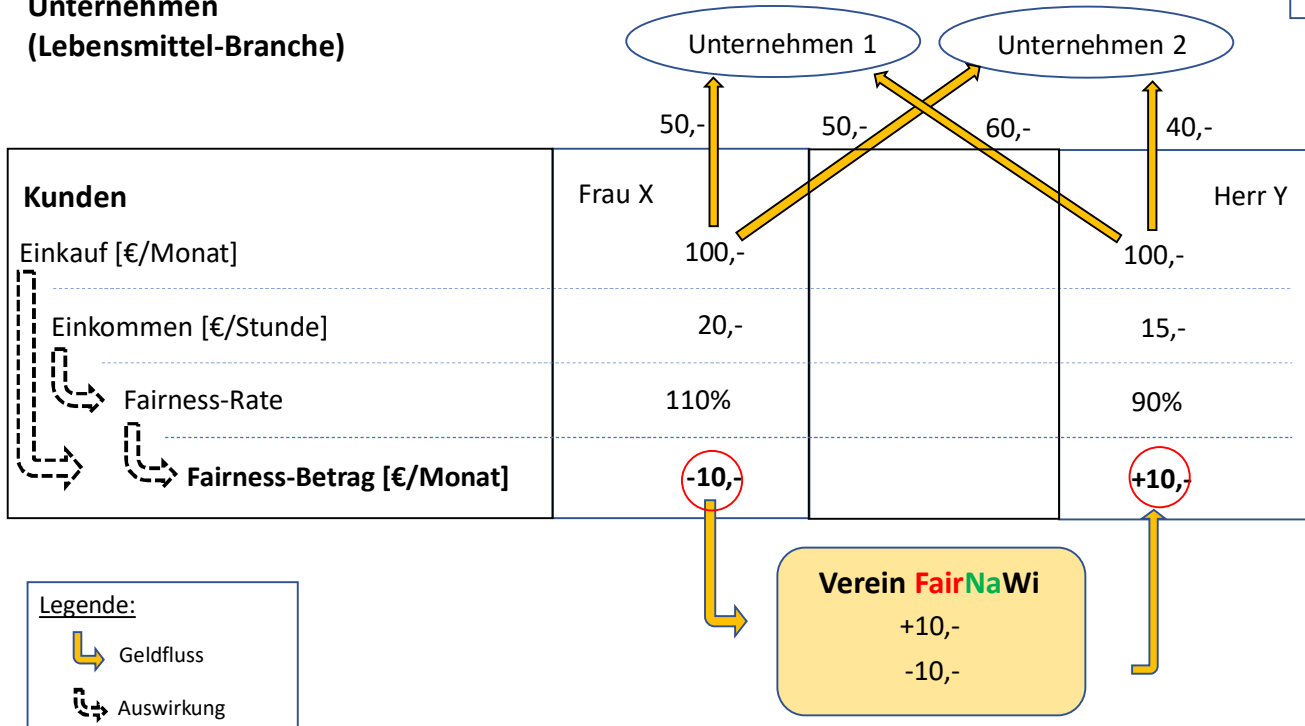 Unternehmen
(Lebensmittel-Branche)
Unternehmen 1
Unternehmen 2
50,-
50,-
60,-
40,-
Kunden
Frau X
Herr Y
Einkauf [€/Monat]
100,-
100,-
Einkommen [€/Stunde]
20,-
15,-
Fairness-Rate
110%
90%
Fairness-Betrag [€/Monat]
-10,-
+10,-
Verein FairNaWi
+10,-
-10,-
Legende:
Geldfluss
Auswirkung